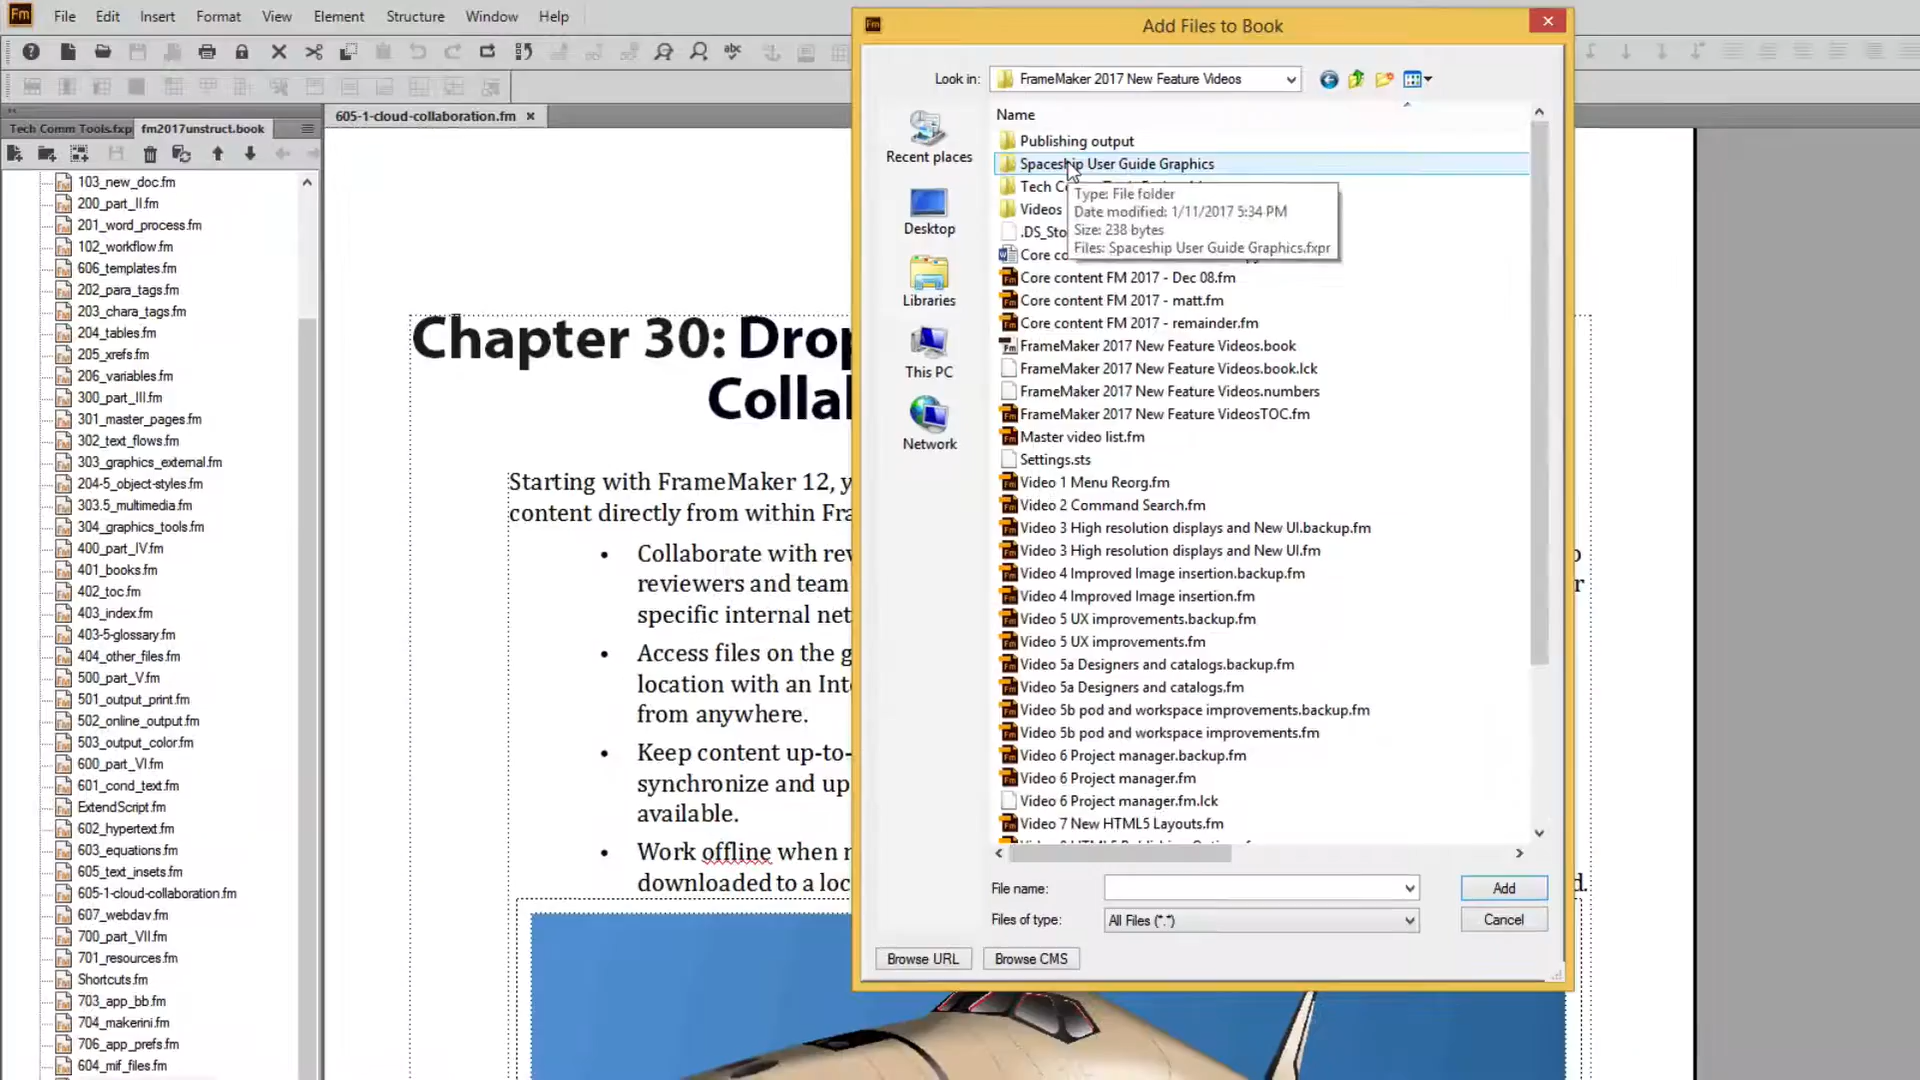 Fm File Edit Insert Format View Element Structure Window Help
Tech Comm Tools.fxp fm2017unstruct.book
103_new_doc.fm
200_part_II.fm
201_word_process.fm
102_workflow.fm
606_templates.fm
202_para_tags.fm
203_chara_tags.fm
204_tables.fm
205_xrefs.fm
206_variables.fm
300_part_III.fm
301_master_pages.fm
302_text_flows.fm
303_graphics_external.fm
204-5_object-styles.fm
303.5_multimedia.fm
304_graphics_tools.fm
400_part_IV.fm
401_books.fm
402_toc.fm
403_index.fm
403-5-glossary.fm
404_other_files.fm
500_part_V.fm
501_output_print.fm
502_online_output.fm
503_output_color.fm
600_part_VI.fm
601_cond_text.fm
ExtendScript.fm
602_hypertext.fm
603_equations.fm
605_text_insets.fm
605-1-cloud-collaboration.fm
607_webdav.fm
700_part_VII.fm
701_resources.fm
Shortcuts.fm
703_app_bb.fm
704_makerini.fm
706_app_prefs.fm
604_mif_files.fm
605-1-cloud-collaboration.fm
Chapter 30: Drop
Colla
Starting with FrameMaker 12, y
content directly from within Fra
• Collaborate with rev
reviewers and team
specific internal net
• Access files on the g
location with an Int
from anywhere.
• Keep content up-to-
synchronize and up
available.
• Work offline when n
downloaded to a loc
Fm Add Files to Book
Look in: FrameMaker 2017 New Feature Videos
Recent places
Desktop
Libraries
This PC
Network
Name
Publishing output
Spaceship User Guide Graphics
Tech
Videos
.DS_Sto
Core co
Type: File folder
Date modified: 1/11/2017 5:34 PM
Size: 238 bytes
Files: Spaceship User Guide Graphics.fxpr
Core content FM 2017 - Dec 08.fm
Core content FM 2017 - matt.fm
Core content FM 2017 - remainder.fm
FrameMaker 2017 New Feature Videos.book
FrameMaker 2017 New Feature Videos.book.lck
FrameMaker 2017 New Feature Videos.numbers
FrameMaker 2017 New Feature VideosTOC.fm
Master video list.fm
Settings.sts
Video 1 Menu Reorg.fm
Video 2 Command Search.fm
Video 3 High resolution displays and New UI.backup.fm
Video 3 High resolution displays and New UI.fm
Video 4 Improved Image insertion.backup.fm
Video 4 Improved Image insertion.fm
Video 5 UX improvements.backup.fm
Video 5 UX improvements.fm
Video 5a Designers and catalogs.backup.fm
Video 5a Designers and catalogs.fm
Video 5b pod and workspace improvements.backup.fm
Video 5b pod and workspace improvements.fm
Video 6 Project manager.backup.fm
Video 6 Project manager.fm
Video 6 Project manager.fm.lck
Video 7 New HTML5 Layouts.fm
File name:
Add
Files of type: All Files (*.*)
Cancel
Browse URL
Browse CMS